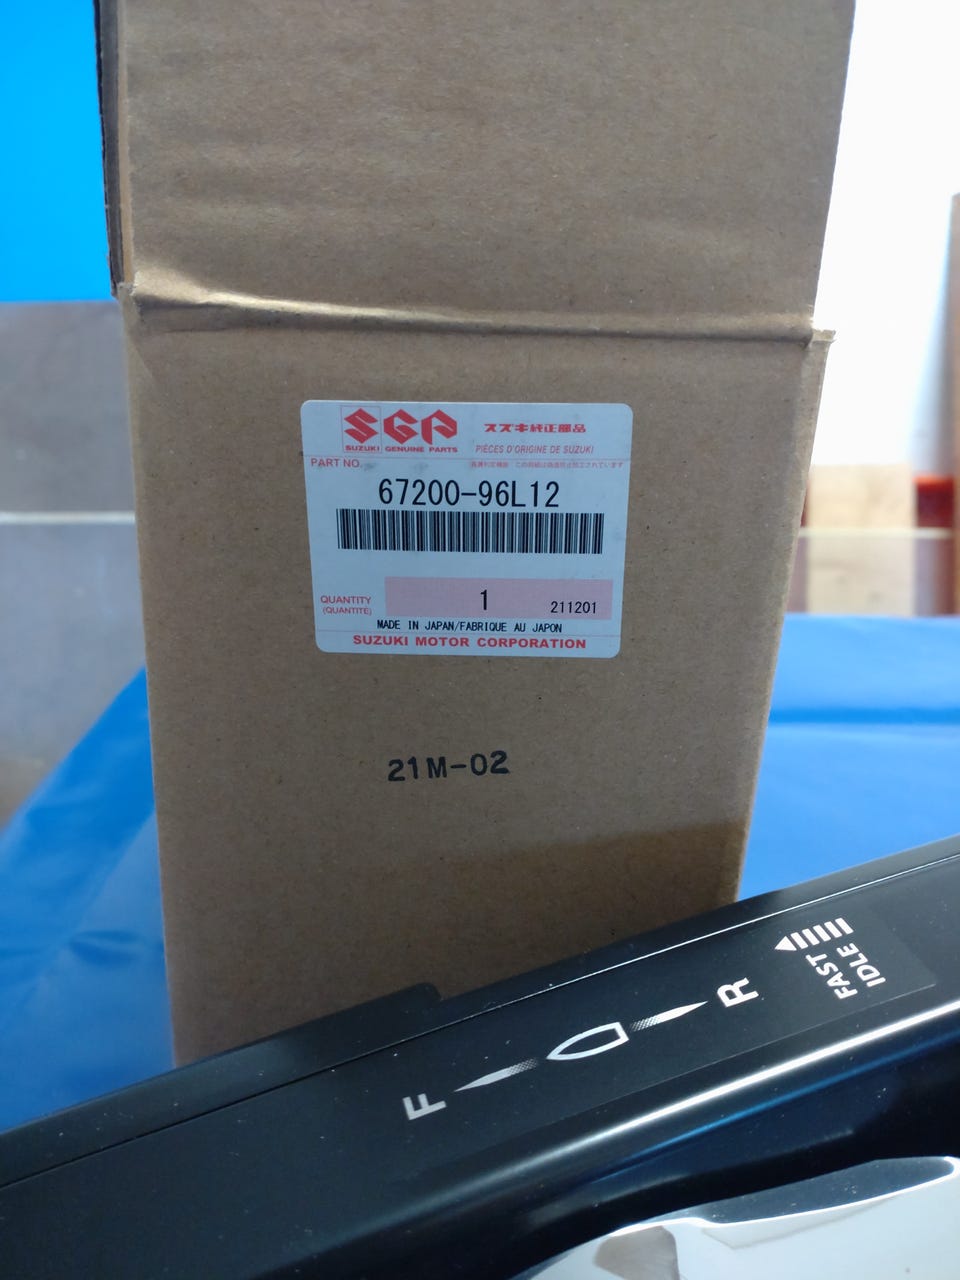 SGP
SUZUKI GENUINE PARTS
スズキ純正部品
PIÈCES D'ORIGINE DE SUZUKI
PART NO.
67200-96L12
QUANTITY
(QUANTITÉ)
1
211201
MADE IN JAPAN/FABRIQUE AU JAPON
SUZUKI MOTOR CORPORATION
21M-02
F
R
FAST
IDLE